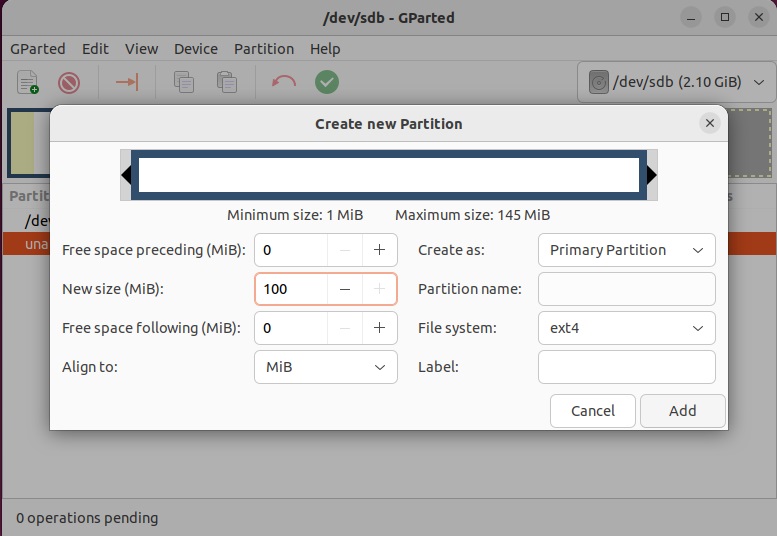 /dev/sdb - GParted
GParted Edit View Device Partition Help
/dev/sdb (2.10 GiB)
Create new Partition
Minimum size: 1 MiB Maximum size: 145 MiB
Free space preceding (MiB): 0 Create as: Primary Partition
New size (MiB): 100 Partition name:
Free space following (MiB): 0 File system: ext4
Align to: MiB Label:
Cancel Add
0 operations pending